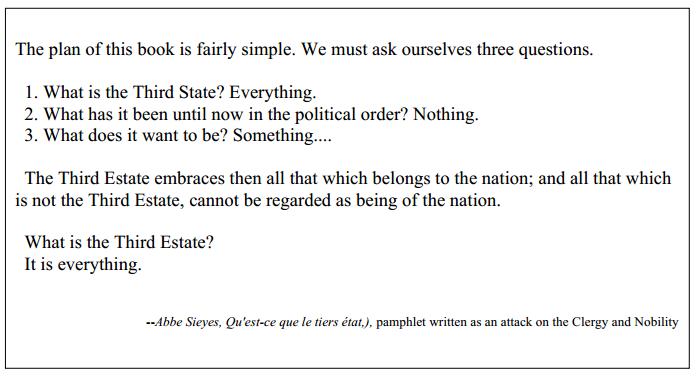 The plan of this book is fairly simple. We must ask ourselves three questions.
1. What is the Third State? Everything.
2. What has it been until now in the political order? Nothing.
3. What does it want to be? Something....
The Third Estate embraces then all that which belongs to the nation; and all that which
is not the Third Estate, cannot be regarded as being of the nation.
What is the Third Estate?
It is everything.
--Abbe Sieyes, Qu'est-ce que le tiers état,), pamphlet written as an attack on the Clergy and Nobility